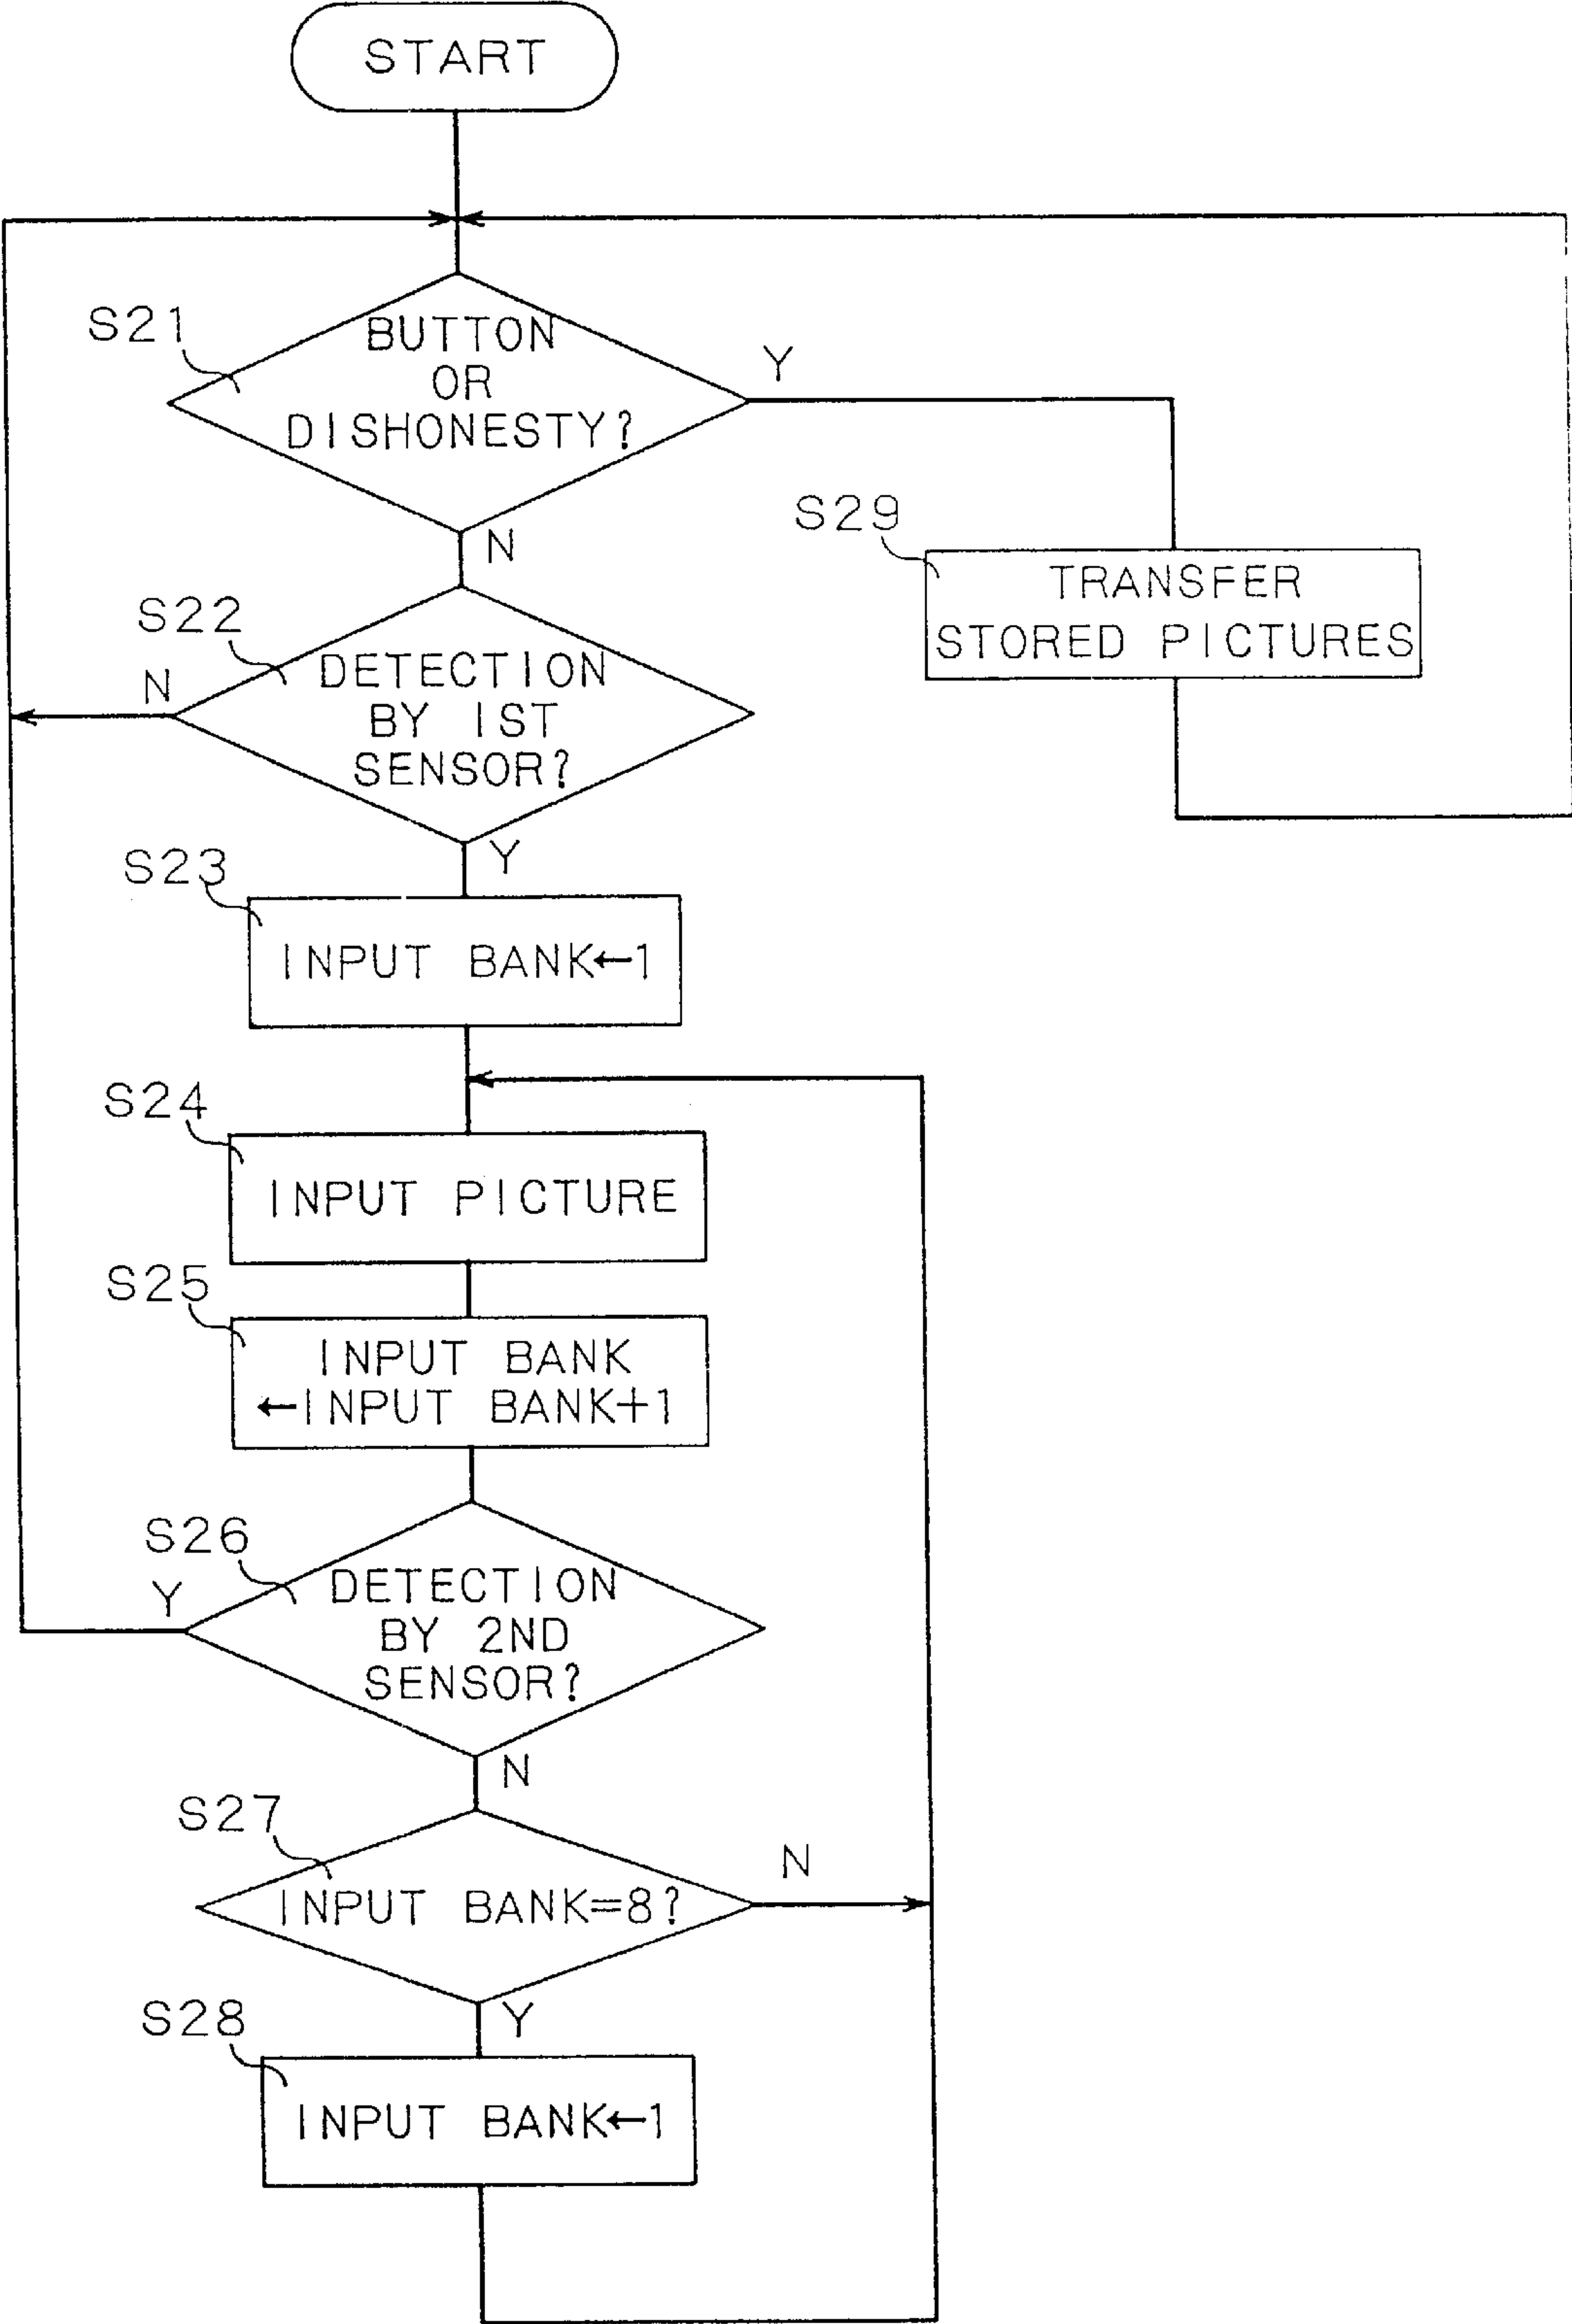 START
S21
BUTTON
OR
DISHONESTY?
Y
N
S29
TRANSFER
STORED PICTURES
S22
DETECTION
BY 1ST
SENSOR?
N
Y
S23
INPUT BANK←1
S24
INPUT PICTURE
S25
INPUT BANK
←INPUT BANK+1
S26
DETECTION
BY 2ND
SENSOR?
Y
N
S27
INPUT BANK=8?
N
Y
S28
INPUT BANK←1